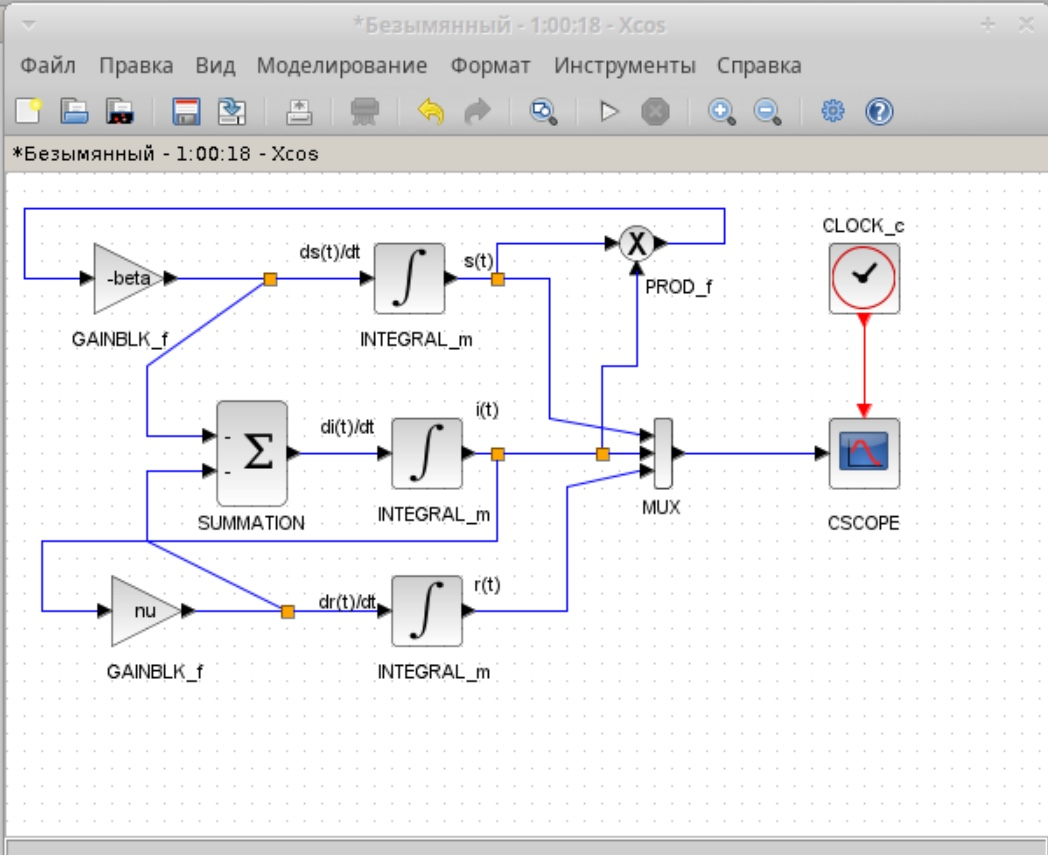 *Безымянный - 1:00:18 - Xcos
Файл Правка Вид Моделирование Формат Инструменты Справка
*Безымянный - 1:00:18 - Xcos
CLOCK_c
ds(t)/dt
s(t)
X
-beta
PROD_f
GAINBLK_f
INTEGRAL_m
di(t)/dt
i(t)
-
Σ
-
SUMMATION
INTEGRAL_m
MUX
CSCOPE
dr(t)/dt
r(t)
nu
GAINBLK_f
INTEGRAL_m